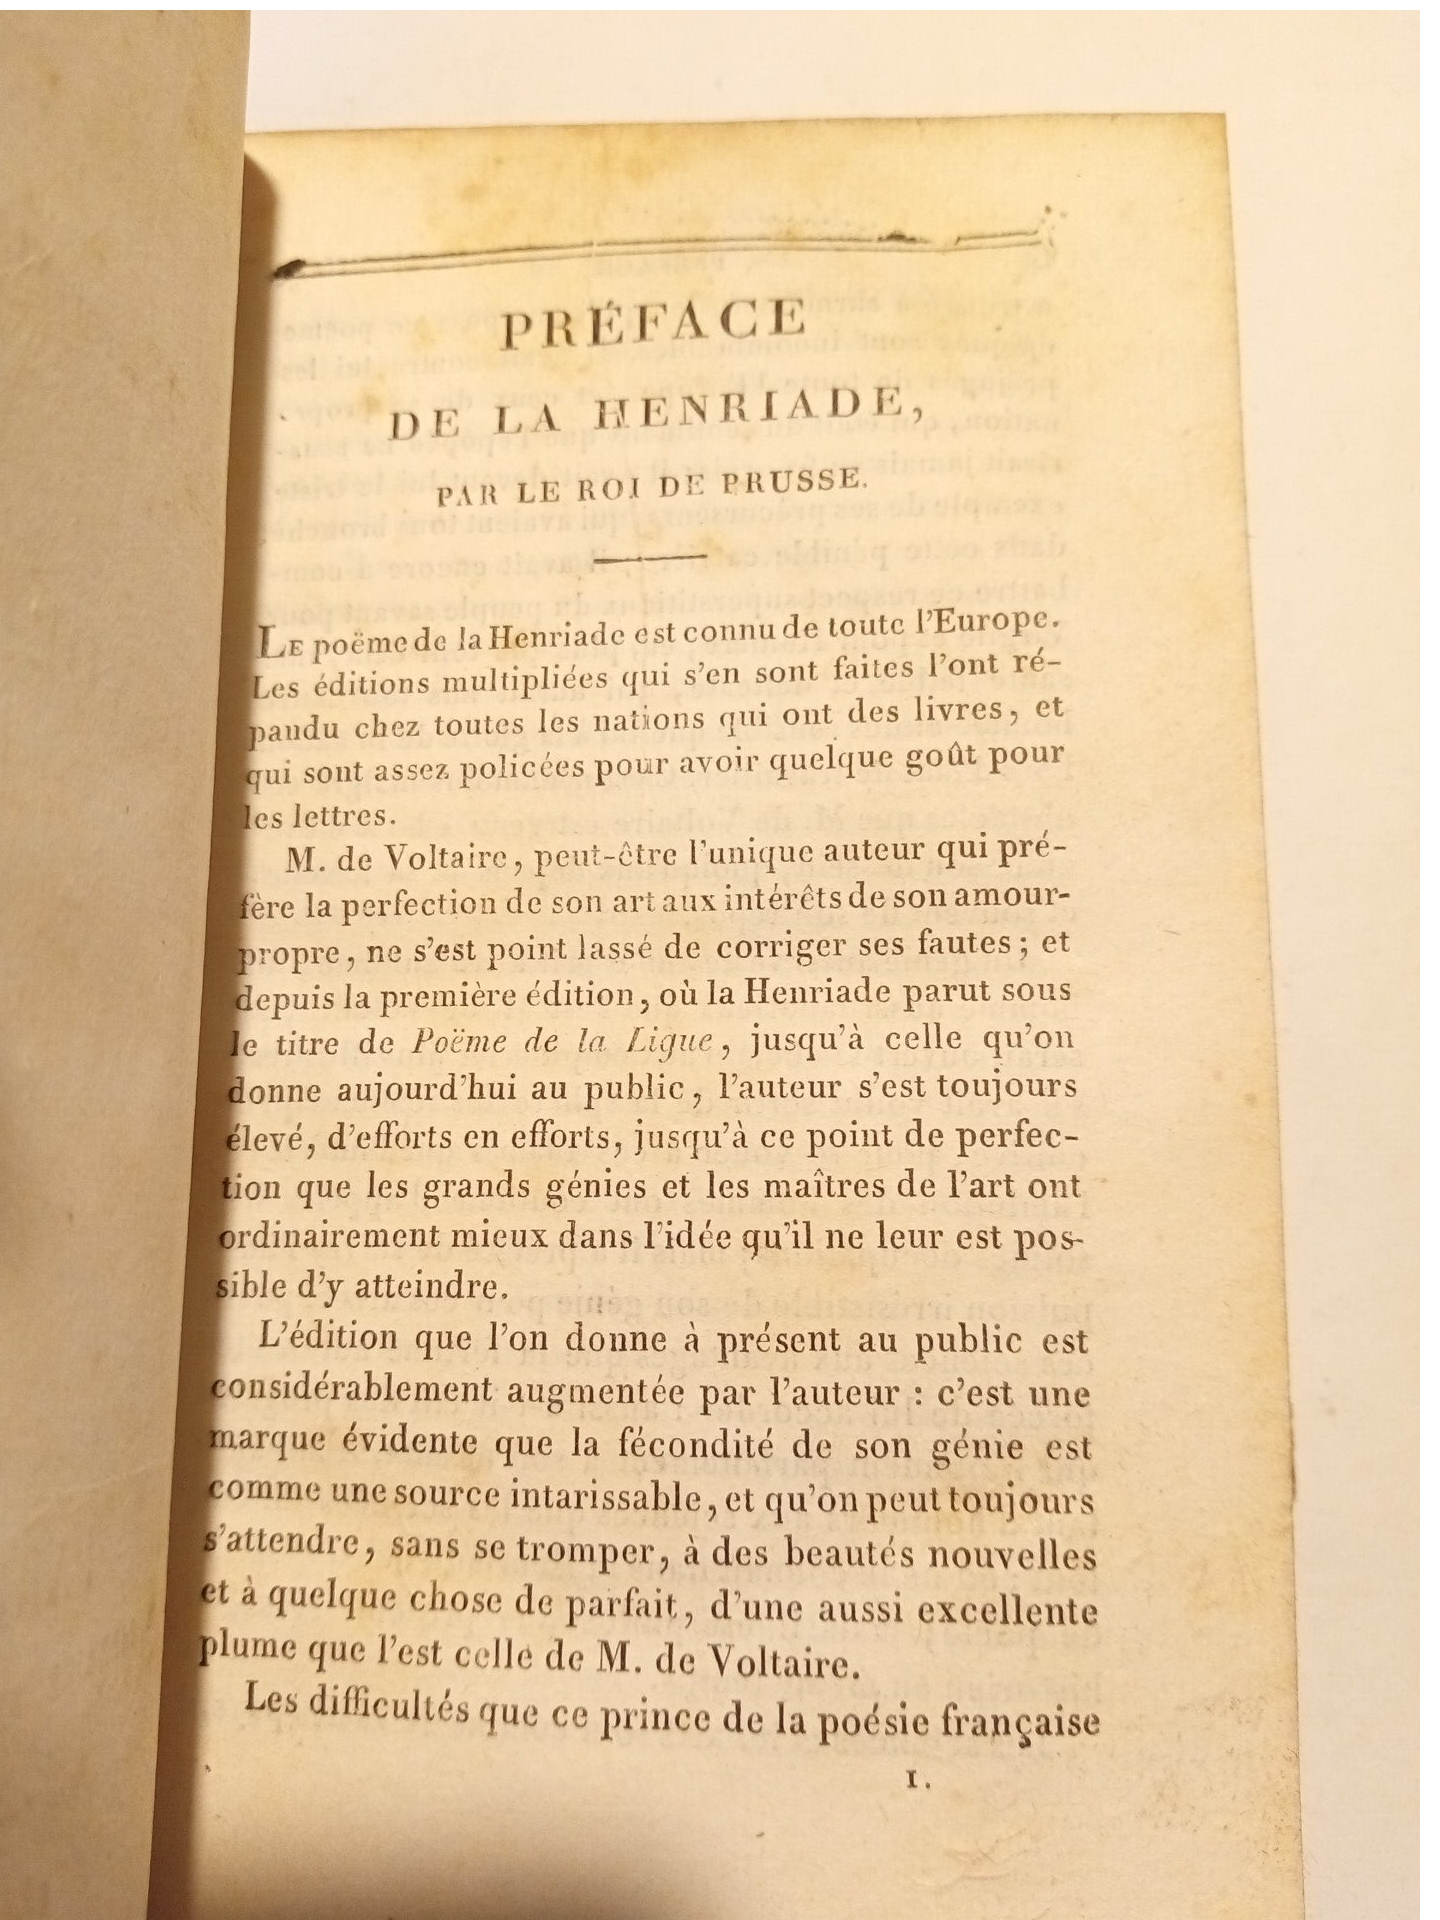 PRÉFACE
DE LA HENRIADE,
PAR LE ROI DE PRUSSE.
LE poëme de la Henriade est connu de toute l'Europe.
Les éditions multipliées qui s'en sont faites l'ont ré-
pandu chez toutes les nations qui ont des livres, et
qui sont assez policées pour avoir quelque goût pour
les lettres.
M. de Voltaire, peut-être l'unique auteur qui pré-
fère la perfection de son art aux intérêts de son amour-
propre, ne s'est point lassé de corriger ses fautes ; et
depuis la première édition, où la Henriade parut sous
le titre de Poëme de la Ligue, jusqu'à celle qu'on
donne aujourd'hui au public, l'auteur s'est toujours
élevé, d'efforts en efforts, jusqu'à ce point de perfec-
tion que les grands génies et les maîtres de l'art ont
ordinairement mieux dans l'idée qu'il ne leur est pos-
sible d'y atteindre.
L'édition que l'on donne à présent au public est
considérablement augmentée par l'auteur : c'est une
marque évidente que la fécondité de son génie est
comme une source intarissable, et qu'on peut toujours
s'attendre, sans se tromper, à des beautés nouvelles
et à quelque chose de parfait, d'une aussi excellente
plume que l'est celle de M. de Voltaire.
Les difficultés que ce prince de la poésie française
1.